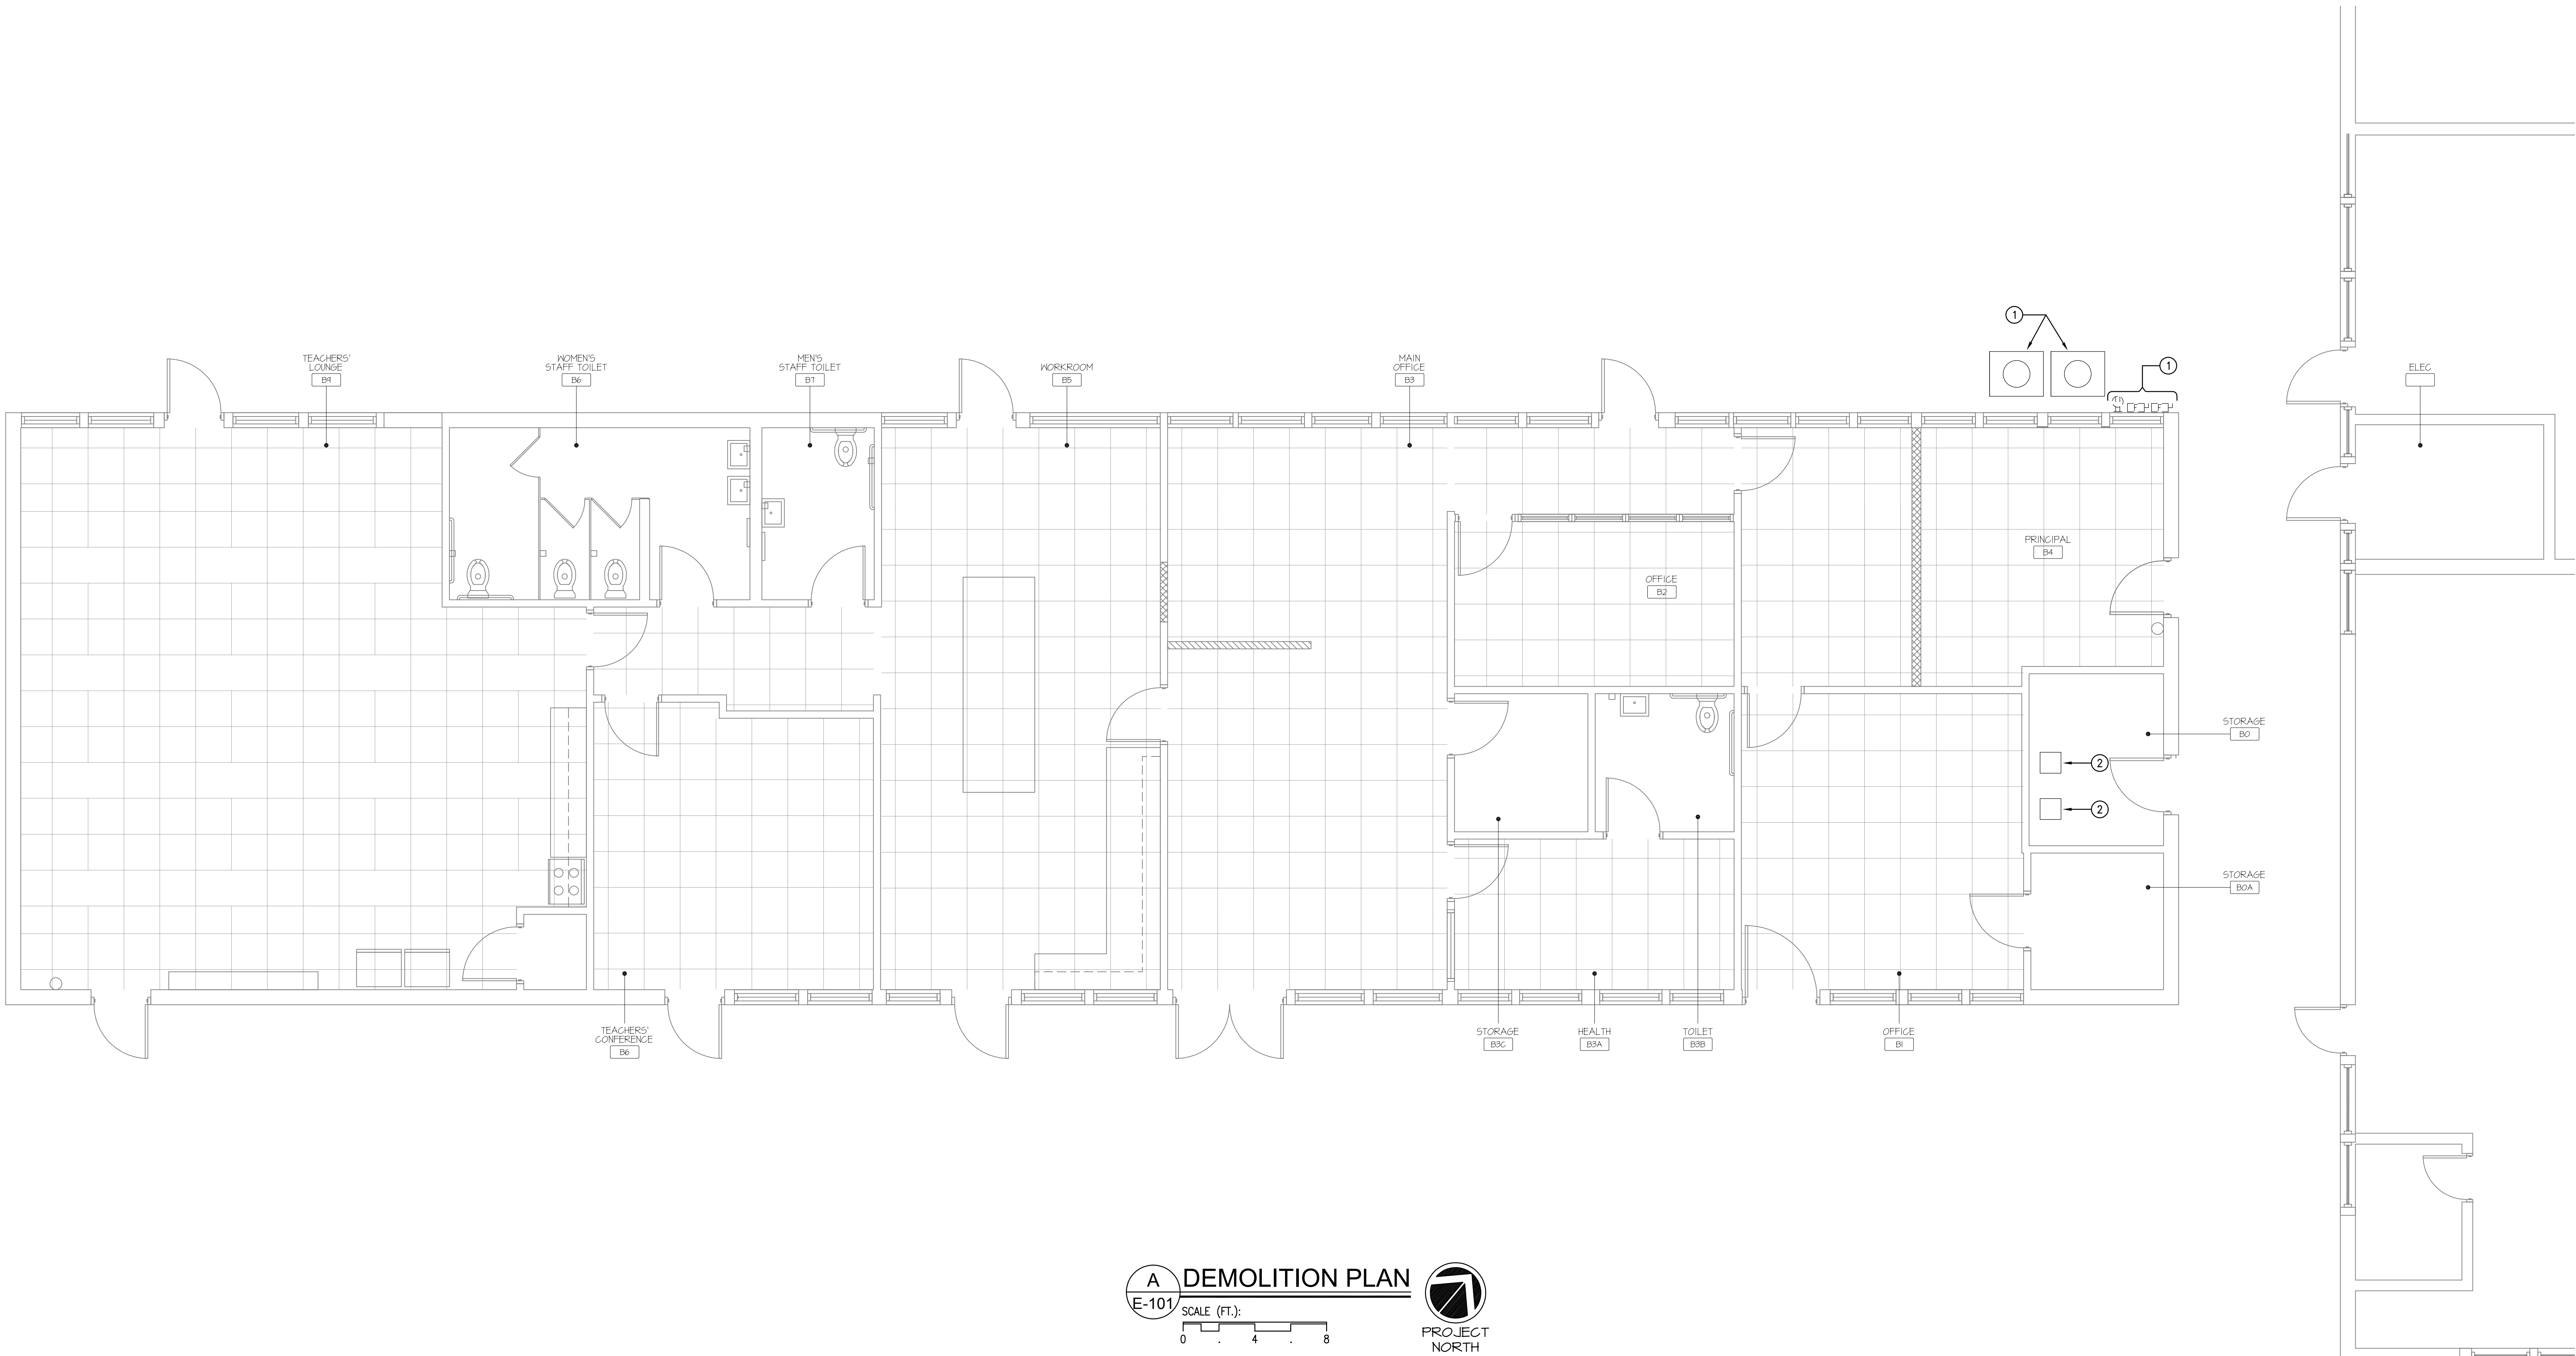 1
1
TEACHERS'
LOUNGE
B9
WOMEN'S
STAFF TOILET
B6
MEN'S
STAFF TOILET
B7
WORKROOM
B5
MAIN
OFFICE
B3
ELEC
T
F
F
PRINCIPAL
B4
OFFICE
B2
STORAGE
B0
2
2
STORAGE
B0A
TEACHERS'
CONFERENCE
B6
STORAGE
B3C
HEALTH
B3A
TOILET
B3B
OFFICE
B1
A
E-101
DEMOLITION PLAN
SCALE (FT.):
0 . 4 . 8
PROJECT
NORTH